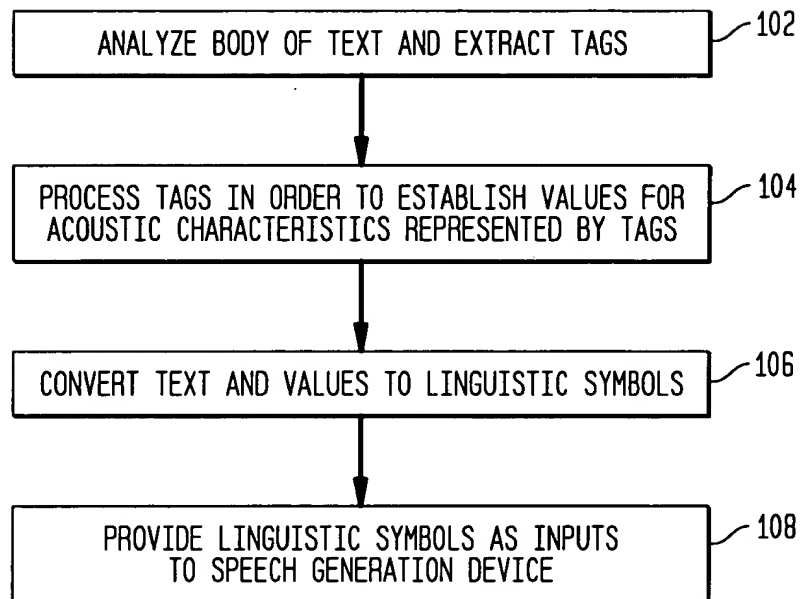 ANALYZE BODY OF TEXT AND EXTRACT TAGS
102
PROCESS TAGS IN ORDER TO ESTABLISH VALUES FOR
ACOUSTIC CHARACTERISTICS REPRESENTED BY TAGS
104
CONVERT TEXT AND VALUES TO LINGUISTIC SYMBOLS
106
PROVIDE LINGUISTIC SYMBOLS AS INPUTS
TO SPEECH GENERATION DEVICE
108